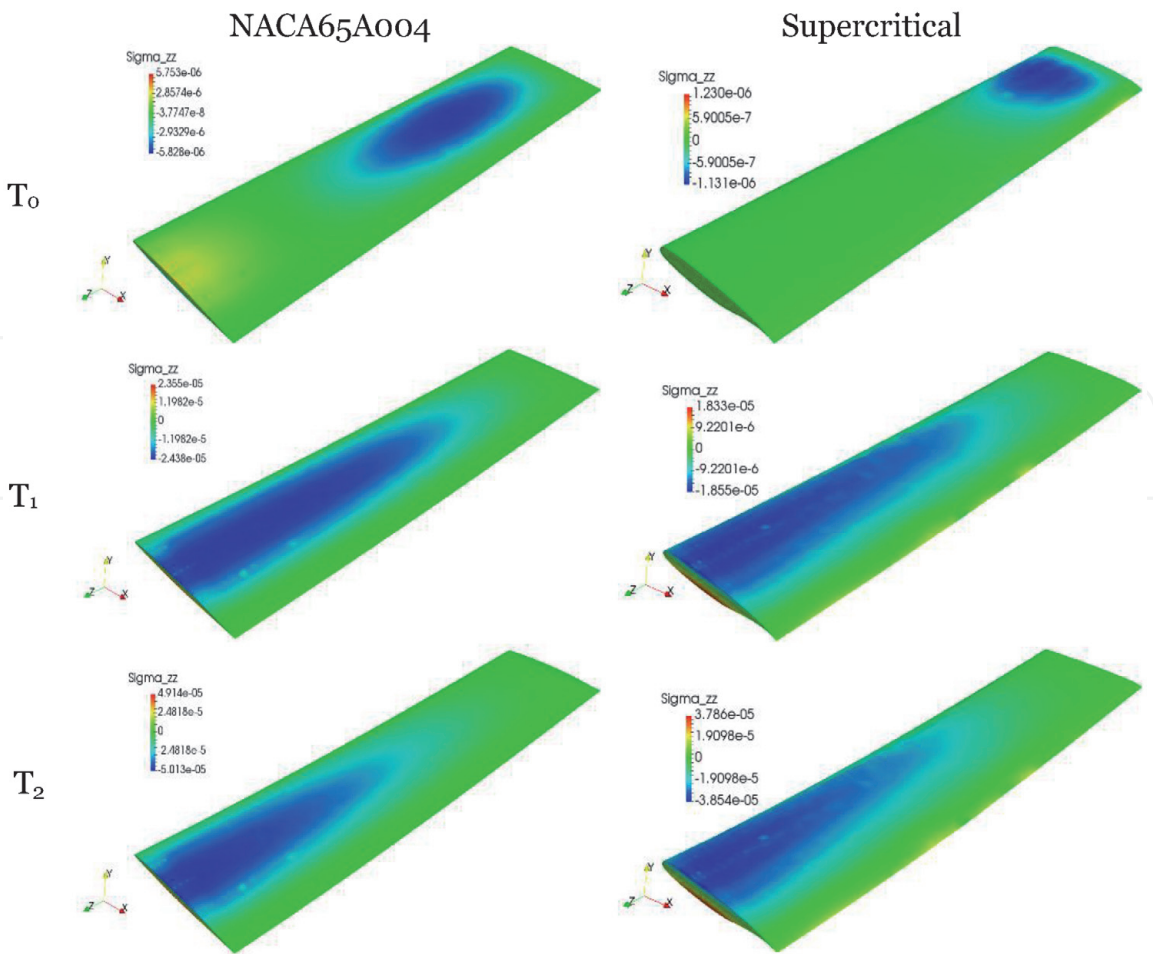 NACA65A004
Supercritical
T0
Sigma_zz
5.753e-06
2.8574e-6
-3.7747e-8
-2.9329e-6
-5.828e-06
Y
Z
X
Sigma_zz
1.230e-06
5.9005e-7
0
-5.9005e-7
-1.131e-06
Y
Z
X
T1
Sigma_zz
2.355e-05
1.1982e-5
0
-1.1982e-5
-2.438e-05
Y
Z
X
Sigma_zz
1.833e-05
9.2201e-6
0
-9.2201e-6
-1.855e-05
Y
Z
X
T2
Sigma_zz
4.914e-05
2.4818e-5
0
-2.4818e-5
-5.013e-05
Y
Z
X
Sigma_zz
3.786e-05
1.9098e-5
0
-1.9098e-5
-3.854e-05
Y
Z
X